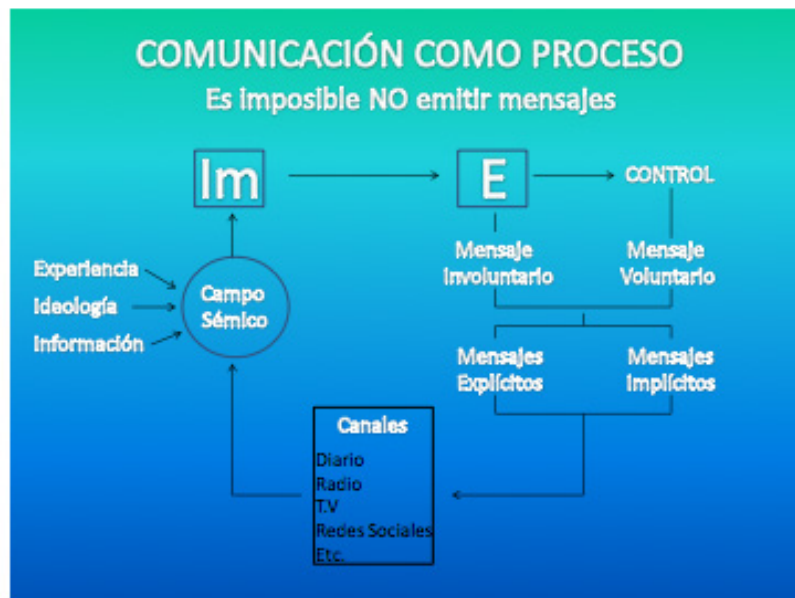 COMUNICACIÓN COMO PROCESO
Es imposible NO emitir mensajes
Im
E
CONTROL
Mensaje
Involuntario
Mensaje
Voluntario
Experiencia
Ideología
Información
Campo
Sémico
Mensajes
Explícitos
Mensajes
Implícitos
Canales
Diario
Radio
T.V
Redes Sociales
Etc.